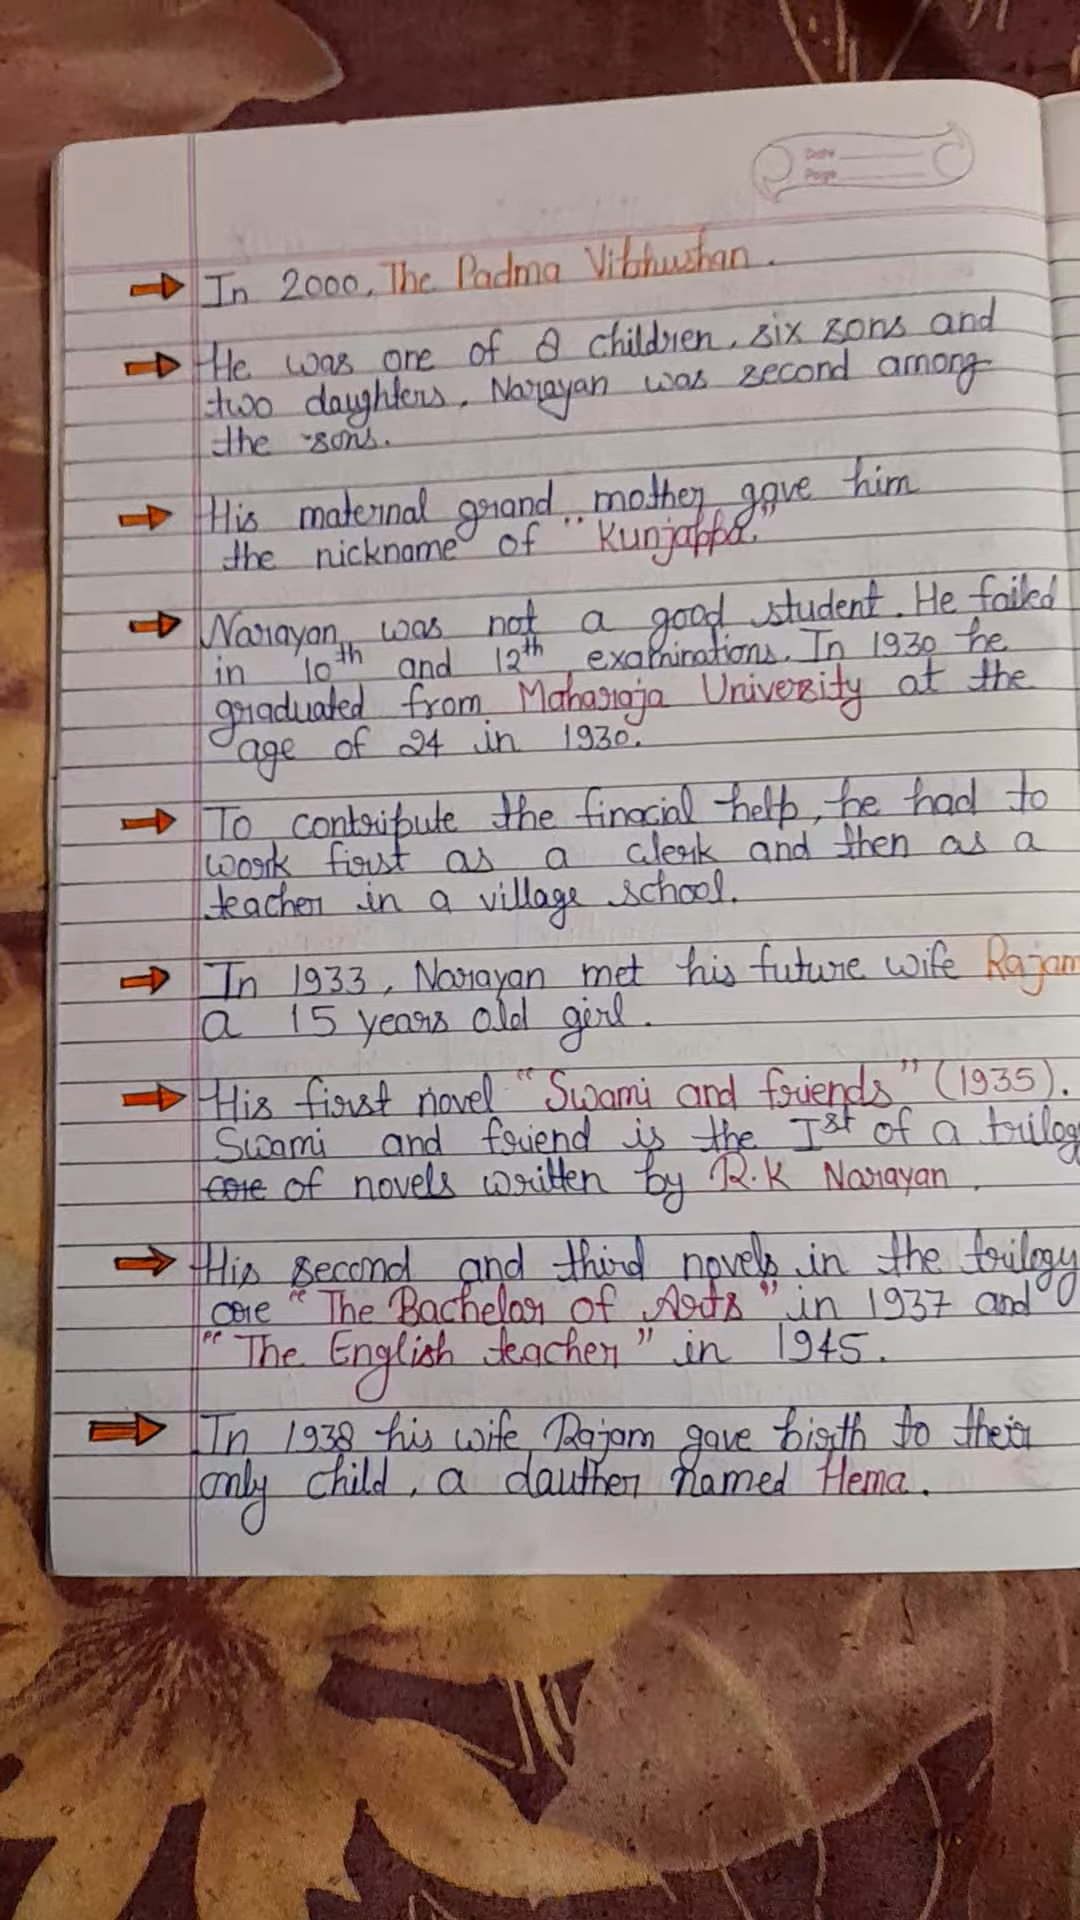 Date
Page
In 2000, The Padma Vibhushan.
He was one of 8 children, six sons and
two daughters, Narayan was second among
the sons.
His maternal grand mother gave him
the nickname of "Kunjappa."
Narayan was not a good student. He failed
in 10th and 12th examinations. In 1930 he
graduated from Maharaja University at the
age of 24 in 1930.
To contribute the finacial help, he had to
work first as a clerk and then as a
teacher in a village school.
In 1933, Narayan met his future wife Rajam
a 15 years old girl.
His first novel "Swami and friends" (1935).
Swami and friend is the Ist of a trilog
core of novels written by R.K Narayan.
His second and third novels in the trilogy
are "The Bachelor of Arts" in 1937 and
"The English teacher" in 1945.
In 1938 his wife Rajam gave birth to their
only child, a dauther named Hema.